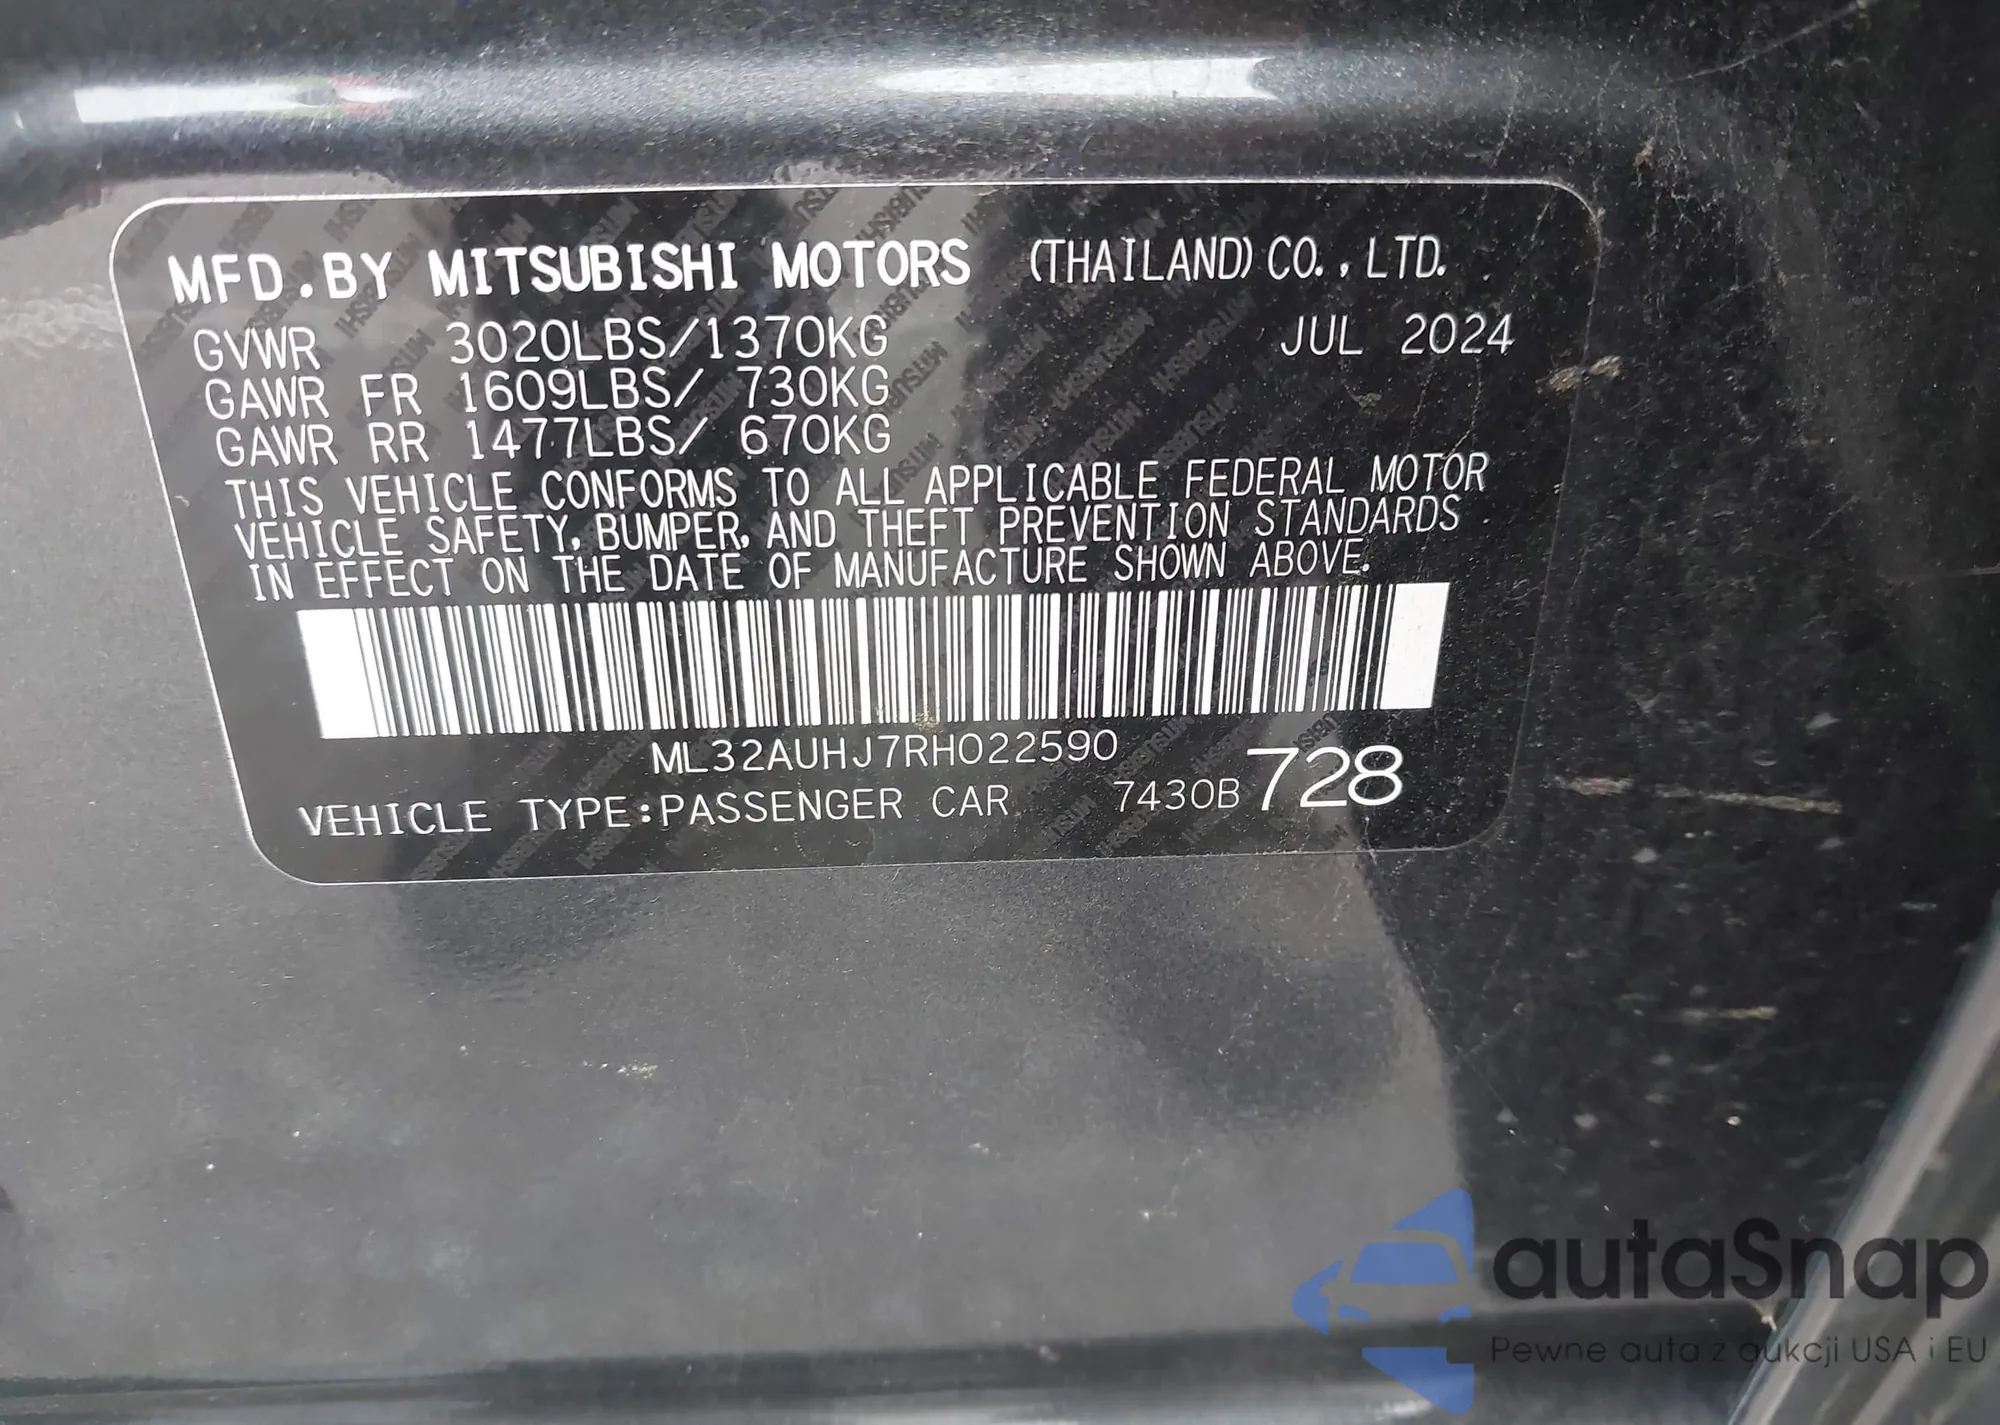 MFD.BY MITSUBISHI MOTORS (THAILAND) CO., LTD.
GVWR 3020LBS/1370KG JUL 2024
GAWR FR 1609LBS/ 730KG
GAWR RR 1477LBS/ 670KG
THIS VEHICLE CONFORMS TO ALL APPLICABLE FEDERAL MOTOR
VEHICLE SAFETY, BUMPER, AND THEFT PREVENTION STANDARDS
IN EFFECT ON THE DATE OF MANUFACTURE SHOWN ABOVE.
ML32AUHJ7RH022590
VEHICLE TYPE:PASSENGER CAR 7430B 728
autaSnap
Pewne auta z aukcji USA i EU